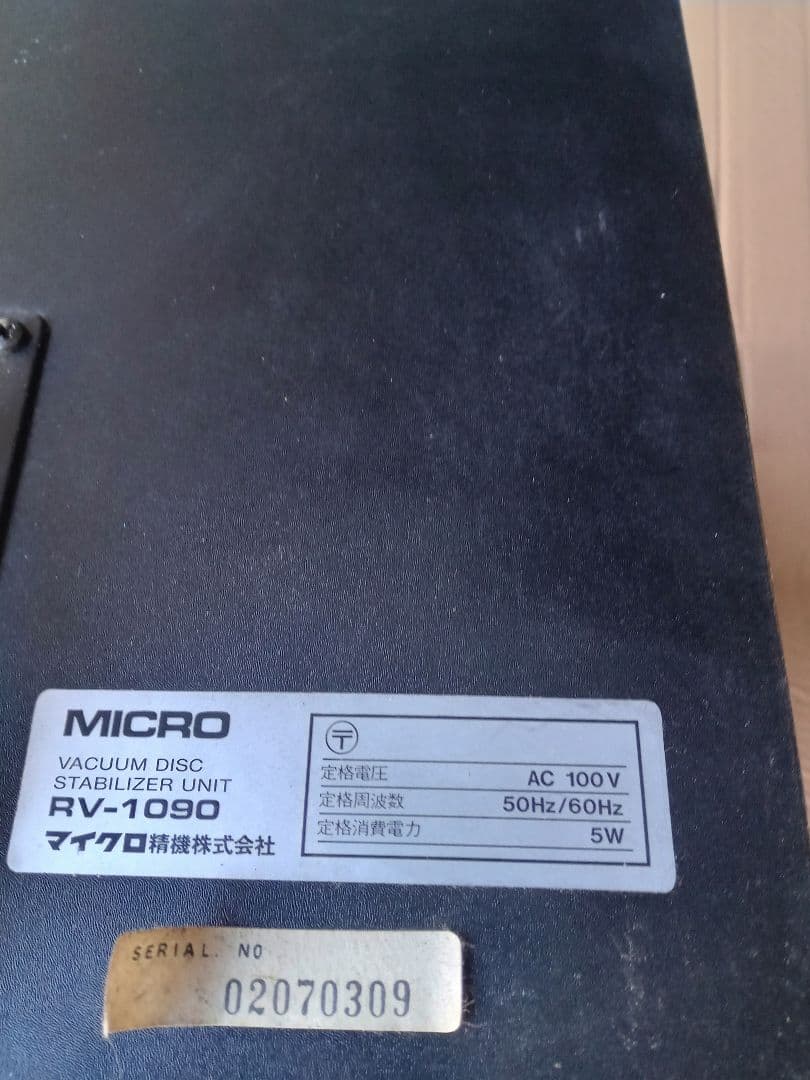 MICRO
VACUUM DISC
STABILIZER UNIT
RV-1090
マイクロ精機株式会社
〒
定格電圧 AC 100V
定格周波数 50Hz/60Hz
定格消費電力 5W
SERIAL. NO
02070309